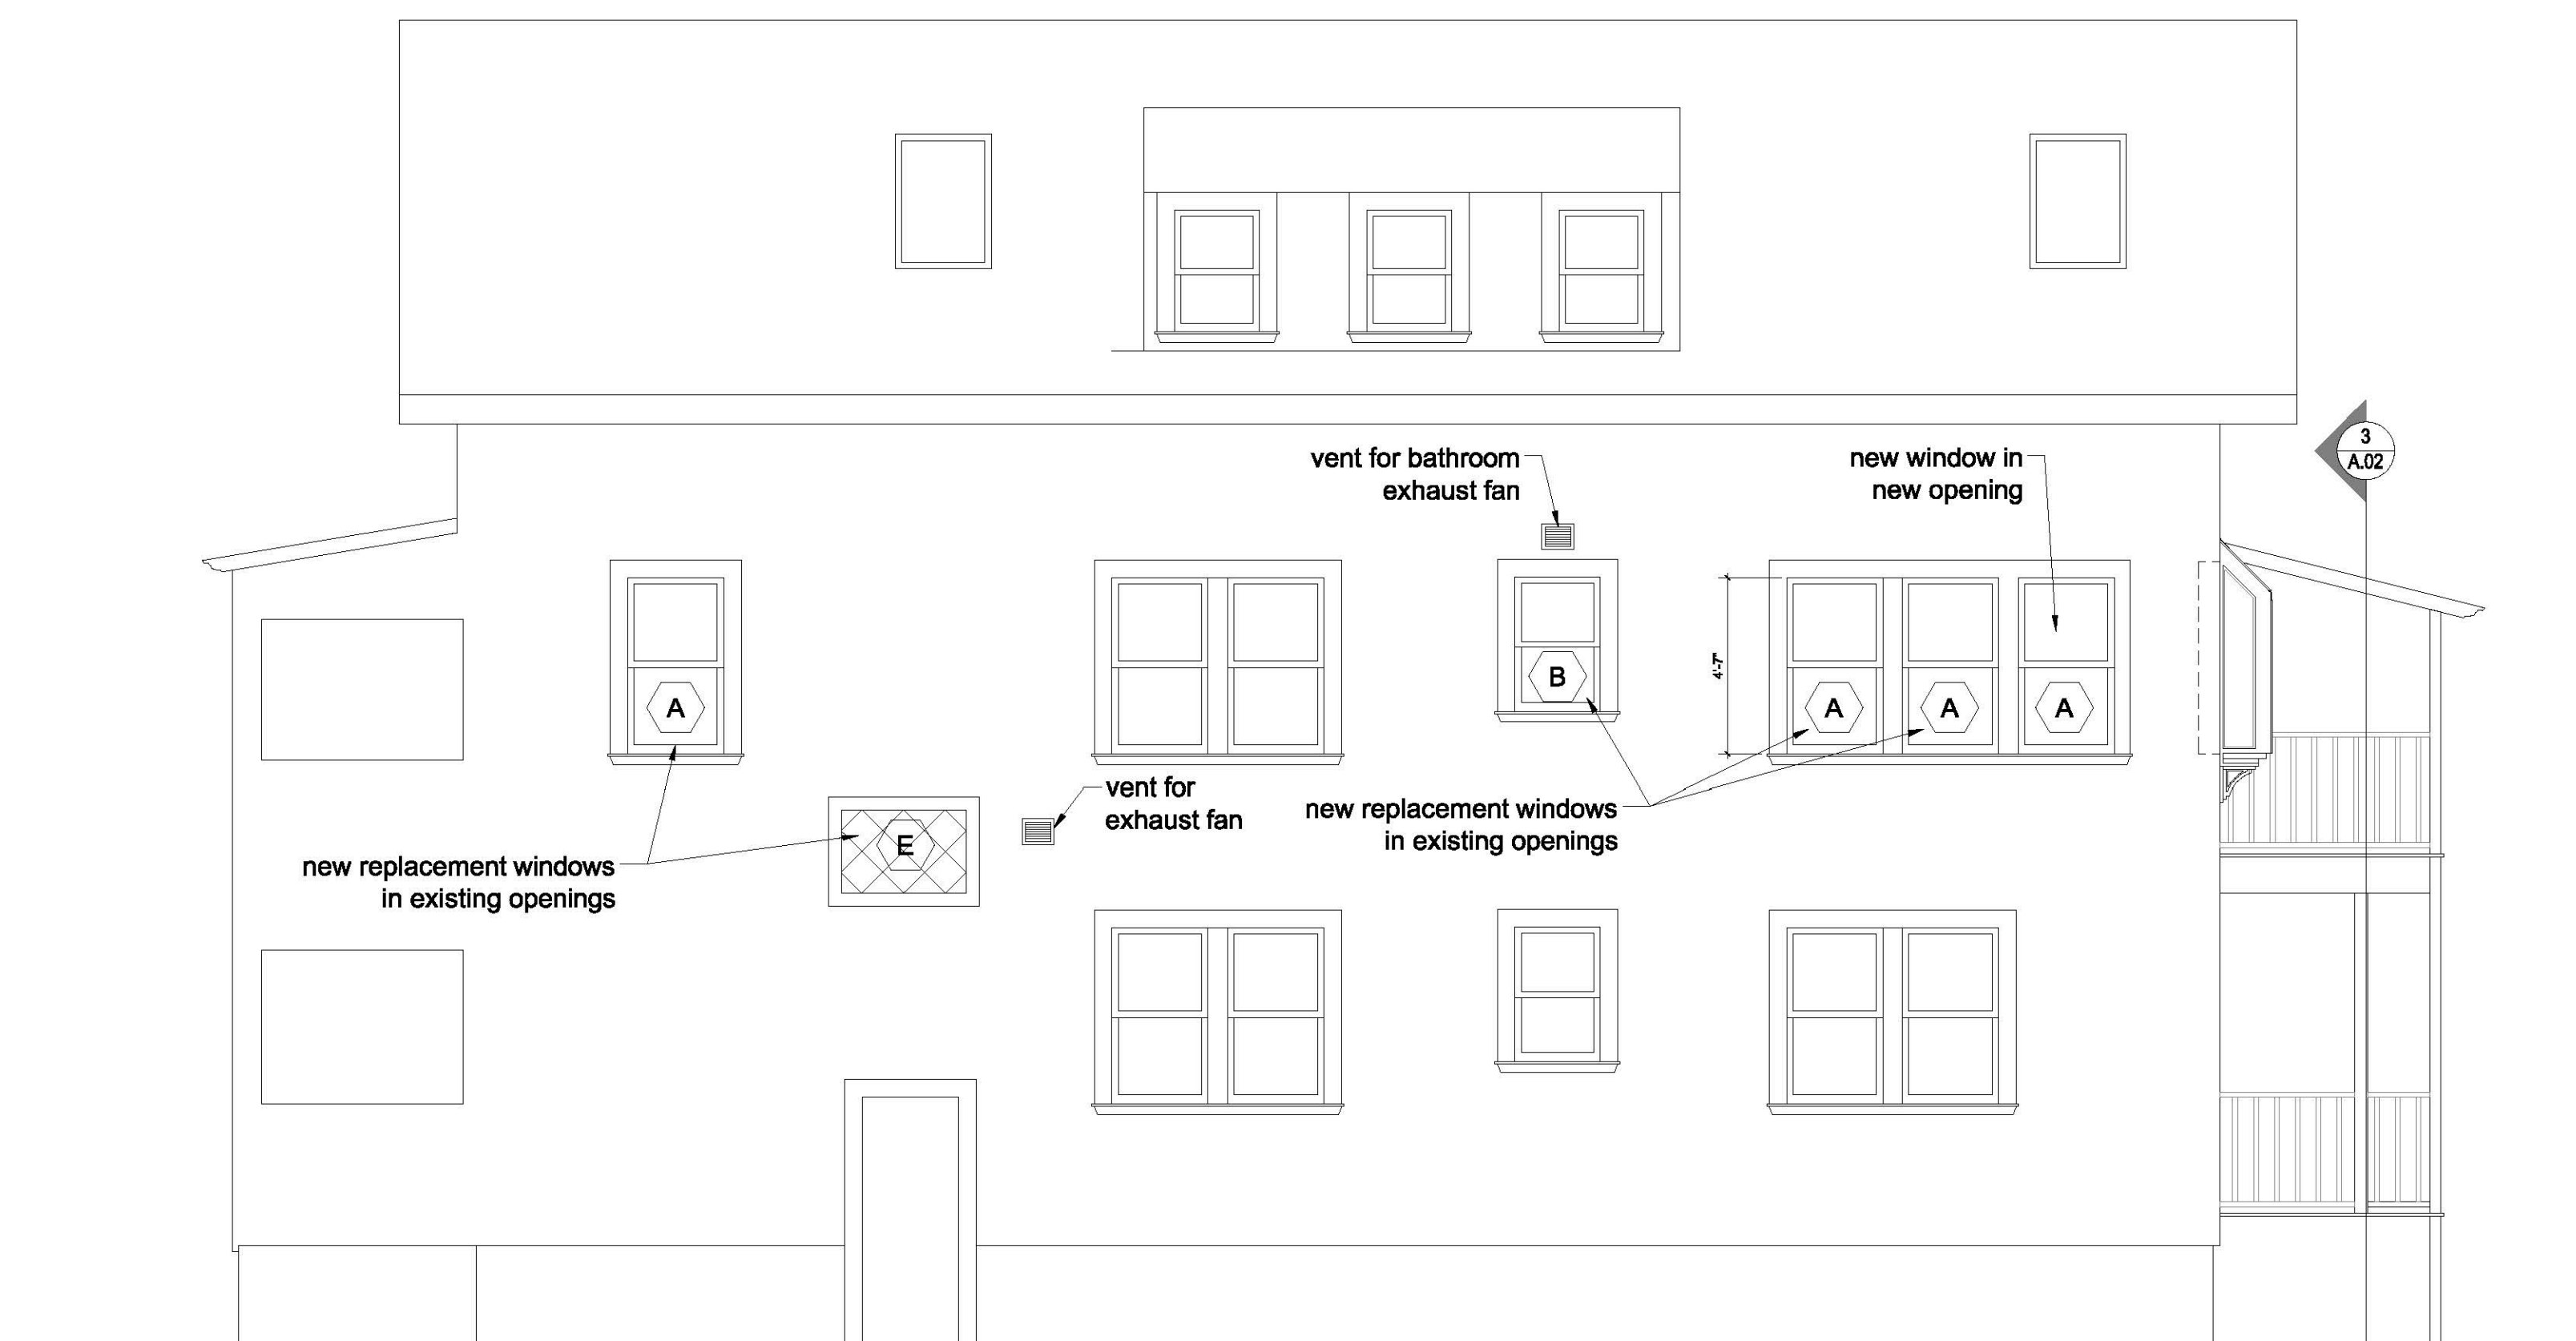 3
A.02
vent for bathroom
exhaust fan
new window in
new opening
4'-7"
A
B
A
A
A
vent for
exhaust fan
E
new replacement windows
in existing openings
new replacement windows
in existing openings